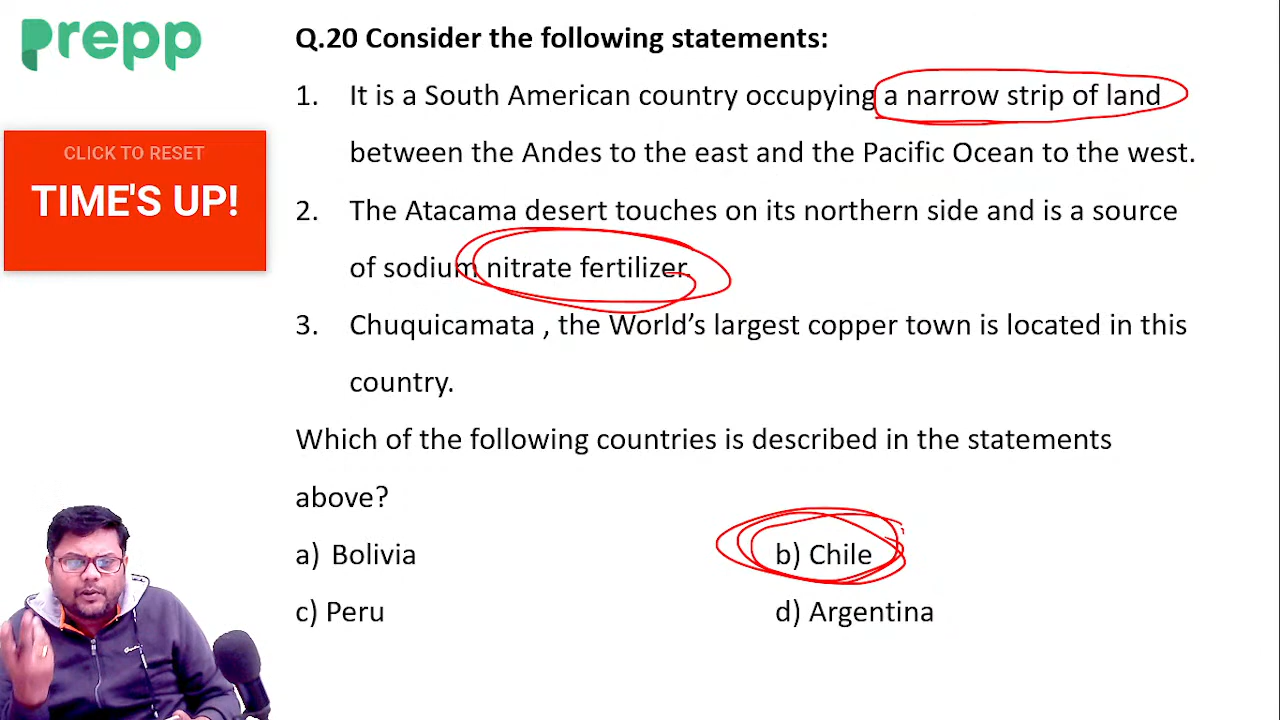 prepp
CLICK TO RESET
TIME'S UP!
Q.20 Consider the following statements:
1. It is a South American country occupying a narrow strip of land
between the Andes to the east and the Pacific Ocean to the west.
2. The Atacama desert touches on its northern side and is a source
of sodium nitrate fertilizer.
3. Chuquicamata , the World’s largest copper town is located in this
country.
Which of the following countries is described in the statements
above?
a) Bolivia
b) Chile
c) Peru
d) Argentina